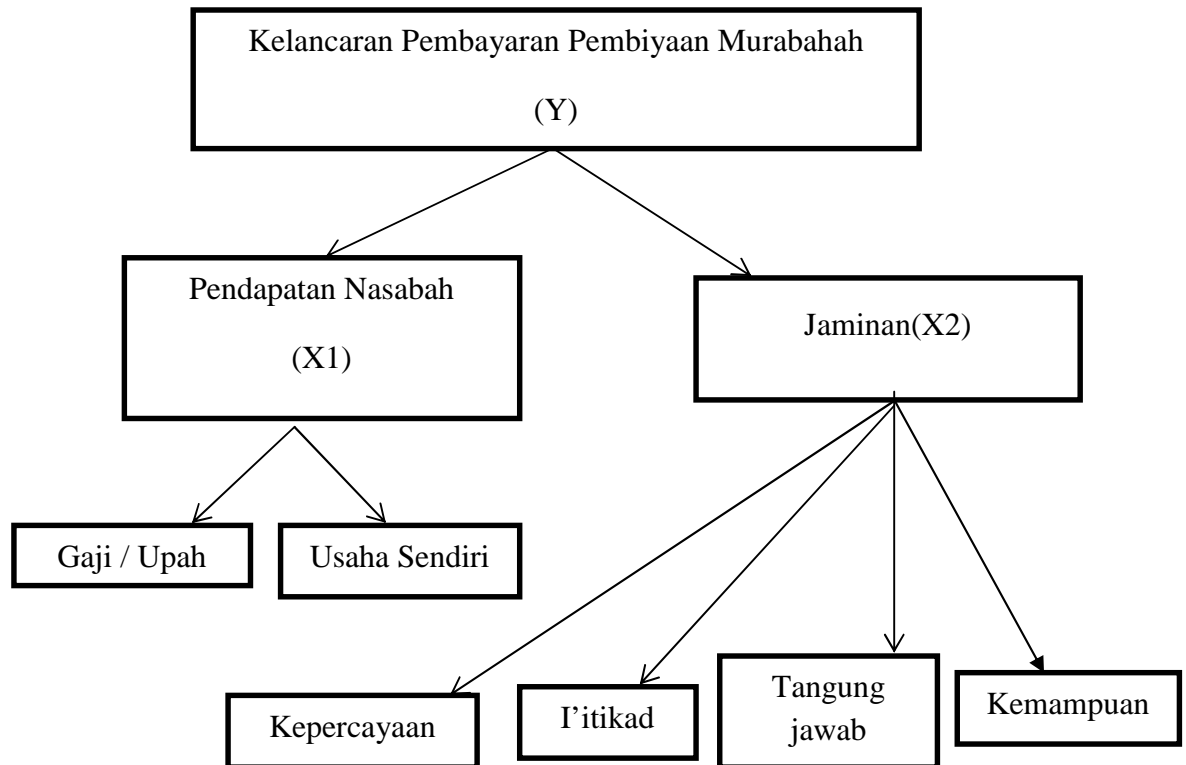 Kelancaran Pembayaran Pembiyaan Murabahah
(Y)
Pendapatan Nasabah
(X1)
Jaminan(X2)
Gaji / Upah
Usaha Sendiri
Kepercayaan
I’itikad
Tangung
jawab
Kemampuan